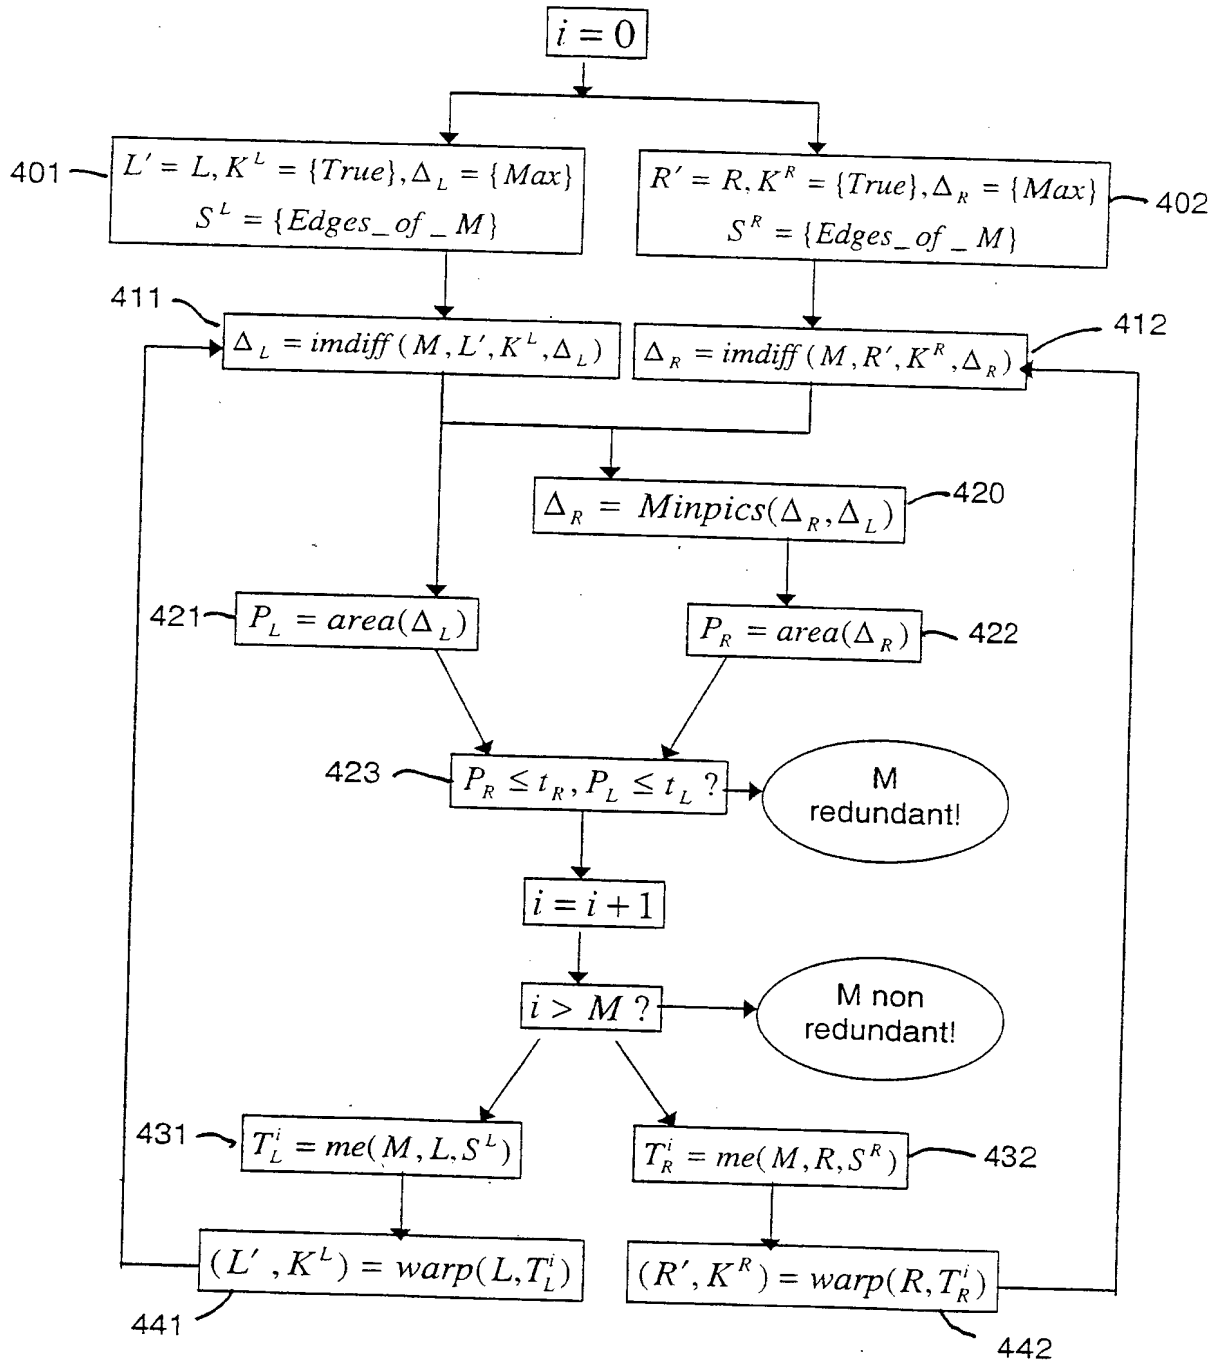 i = 0
401
L' = L, K^L = {True}, Δ_L = {Max}
S^L = {Edges_of_M}
R' = R, K^R = {True}, Δ_R = {Max}
S^R = {Edges_of_M}
402
411
Δ_L = imdiff(M, L', K^L, Δ_L)
Δ_R = imdiff(M, R', K^R, Δ_R)
412
Δ_R = Minpics(Δ_R, Δ_L)
420
421
P_L = area(Δ_L)
P_R = area(Δ_R)
422
423
P_R ≤ t_R, P_L ≤ t_L ?
M
redundant!
i = i + 1
i > M ?
M non
redundant!
431
T_L^i = me(M, L, S^L)
T_R^i = me(M, R, S^R)
432
(L', K^L) = warp(L, T_L^i)
(R', K^R) = warp(R, T_R^i)
441
442